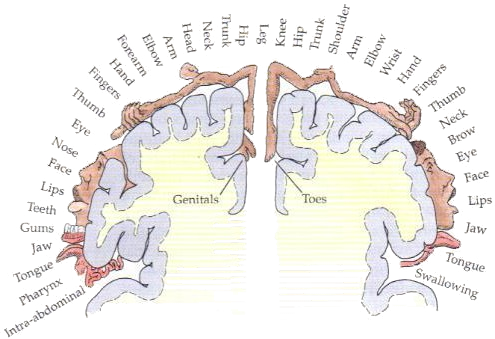 Intra-abdominal
Pharynx
Tongue
Jaw
Gums
Teeth
Lips
Face
Nose
Eye
Thumb
Fingers
Hand
Forearm
Elbow
Arm
Head
Neck
Trunk
Hip
Leg
Knee
Hip
Trunk
Shoulder
Arm
Elbow
Wrist
Hand
Fingers
Thumb
Neck
Brow
Eye
Face
Lips
Jaw
Tongue
Swallowing
Genitals
Toes